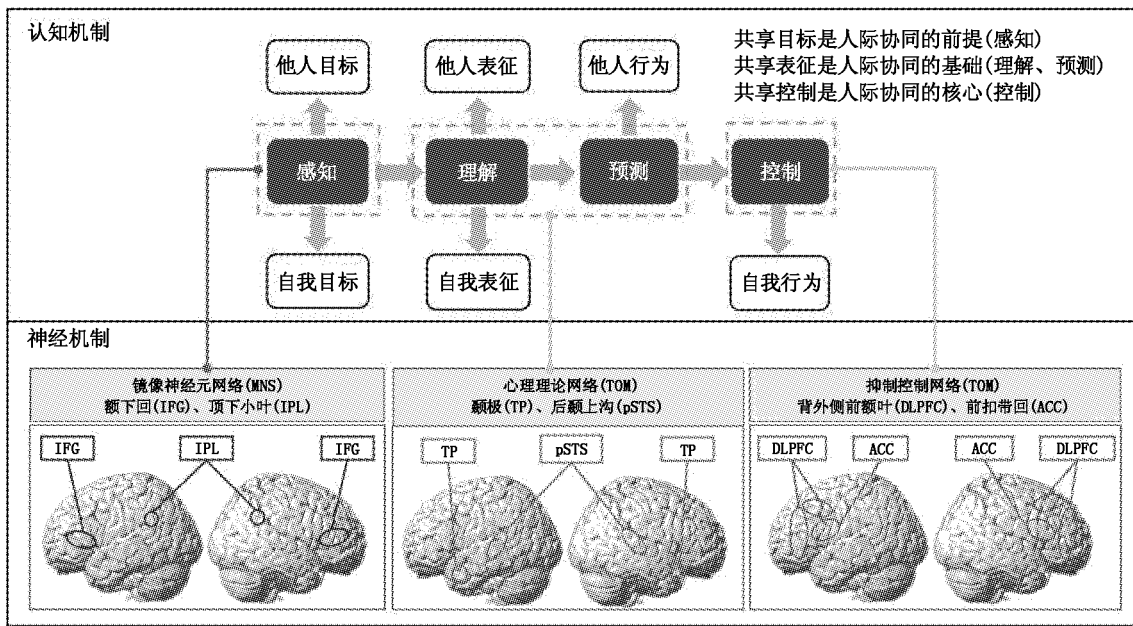 认知机制
共享目标是人际协同的前提(感知)
共享表征是人际协同的基础(理解、预测)
共享控制是人际协同的核心(控制)
他人目标
他人表征
他人行为
感知
理解
预测
控制
自我目标
自我表征
自我行为
神经机制
镜像神经元网络(MNS)
额下回(IFG)、顶下小叶(IPL)
心理理论网络(TOM)
颞极(TP)、后颞上沟(pSTS)
抑制控制网络(TOM)
背外侧前额叶(DLPFC)、前扣带回(ACC)
IFG
IPL
IFG
TP
pSTS
TP
DLPFC
ACC
ACC
DLPFC